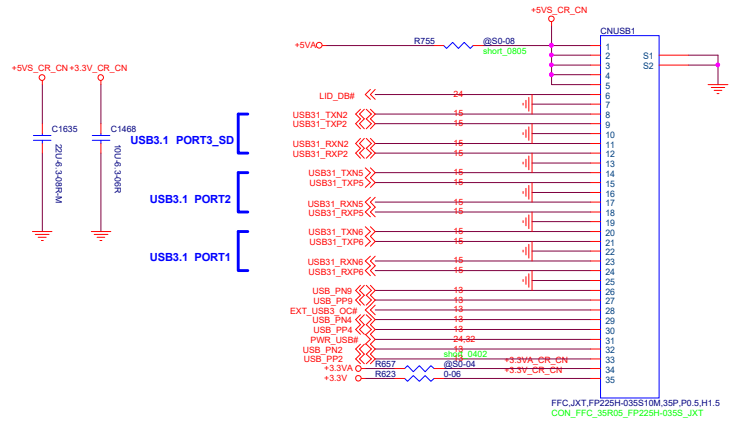 +5VS_CR_CN
CNUSB1
+5VA
R755
@S0-08
short_0805
1
2
3
4
5
S1
S2
+5VS_CR_CN
+3.3V_CR_CN
C1635
22U-6.3-08R-M
C1468
10U-6.3-06R
USB3.1 PORT3_SD
USB3.1 PORT2
USB3.1 PORT1
LID_DB# 24 6
7
USB31_TXN2 15 8
USB31_TXP2 15 9
10
USB31_RXN2 15 11
USB31_RXP2 15 12
13
USB31_TXN5 15 14
USB31_TXP5 15 15
16
USB31_RXN5 15 17
USB31_RXP5 15 18
19
USB31_TXN6 15 20
USB31_TXP6 15 21
22
USB31_RXN6 15 23
USB31_RXP6 15 24
25
USB_PN9 13 26
USB_PP9 13 27
EXT_USB3_OC# 13 28
USB_PN4 13 29
USB_PP4 13 30
PWR_USB# 24,32 31
USB_PN2 13 32
USB_PP2 33
short_0402
+3.3VA R657 @S0-04 +3.3VA_CR_CN 34
+3.3V R623 0-06 +3.3V_CR_CN 35
FFC,JXT,FP225H-035S10M,35P,P0.5,H1.5
CON_FFC_35R05_FP225H-035S_JXT